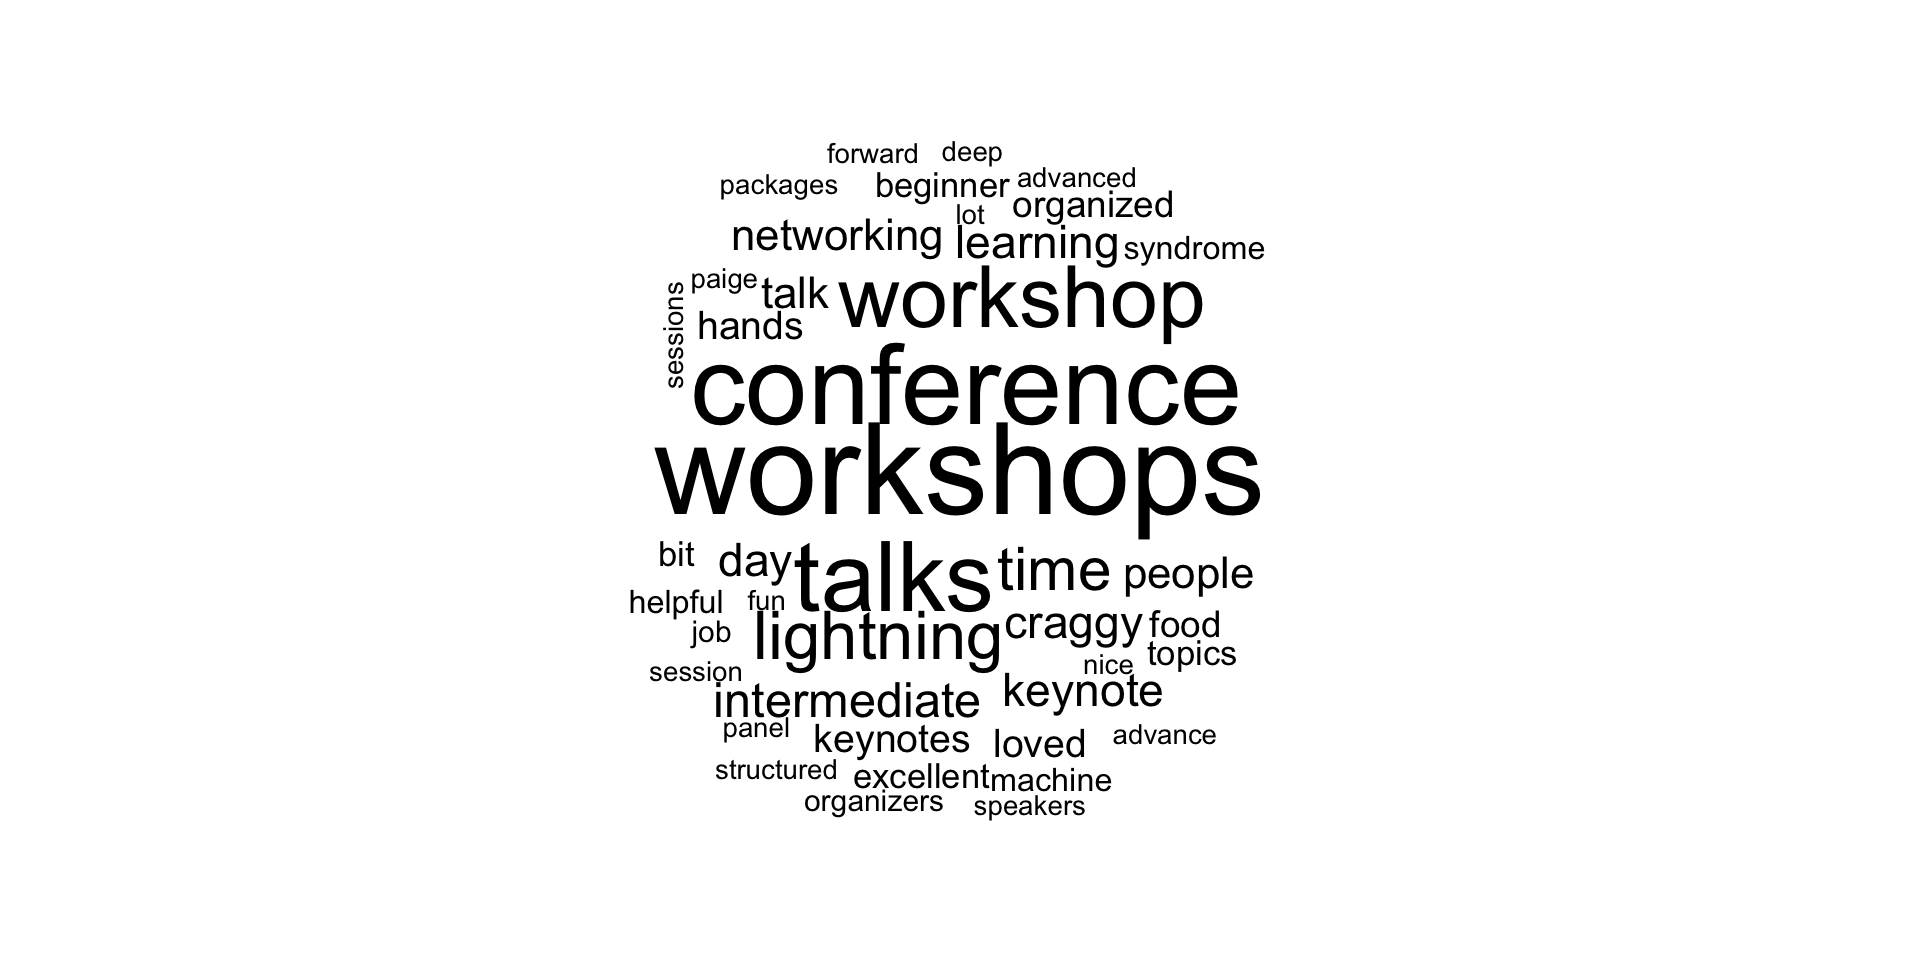 forward deep
packages beginner advanced
lot organized
networking learning syndrome
paige talk workshop
sessions hands
conference
workshops
bit day talks time people
helpful fun
job lightning craggy food
session nice topics
intermediate keynote
panel keynotes loved advance
structured excellent machine
organizers speakers